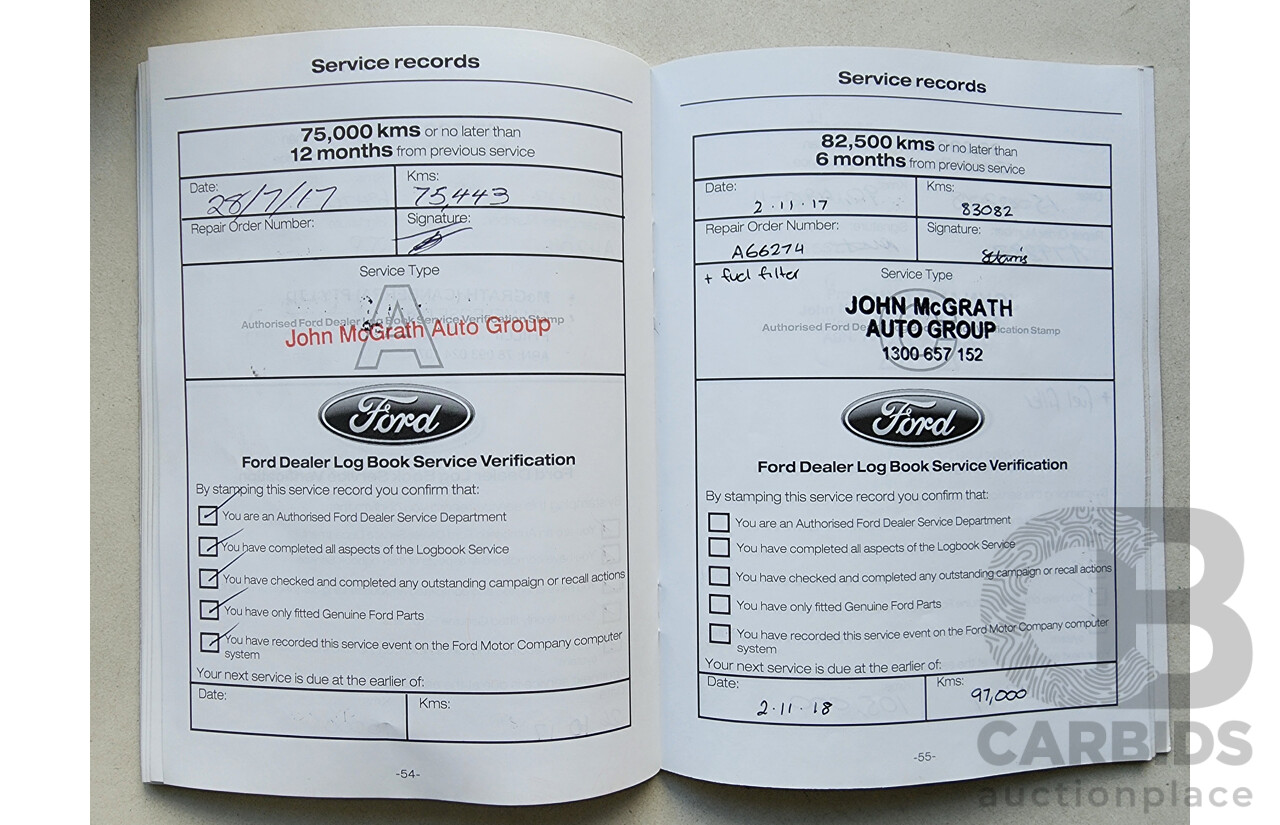 Service records
75,000 kms or no later than
12 months from previous service
Date:
28/7/17
Kms:
75,443
Repair Order Number:
Signature:
Service Type
A
Authorised Ford Dealer Log Book Service Verification Stamp
John McGrath Auto Group
Ford
Ford Dealer Log Book Service Verification
By stamping this service record you confirm that:
You are an Authorised Ford Dealer Service Department
You have completed all aspects of the Logbook Service
You have checked and completed any outstanding campaign or recall actions
You have only fitted Genuine Ford Parts
You have recorded this service event on the Ford Motor Company computer
system
Your next service is due at the earlier of:
Date:
Kms:
-54-
Service records
82,500 kms or no later than
6 months from previous service
Date:
2·11·17
Kms:
83082
Repair Order Number:
A66274
Signature:
+ fuel filter
Service Type
JOHN McGRATH
Authorised Ford Dealer
AUTO GROUP
ification Stamp
1300 657 152
Ford
Ford Dealer Log Book Service Verification
By stamping this service record you confirm that:
You are an Authorised Ford Dealer Service Department
You have completed all aspects of the Logbook Service
You have checked and completed any outstanding campaign or recall actions
You have only fitted Genuine Ford Parts
You have recorded this service event on the Ford Motor Company computer
system
Your next service is due at the earlier of:
Date:
2·11·18
Kms:
97,000
-55-
CB
CARBIDS
auctionplace